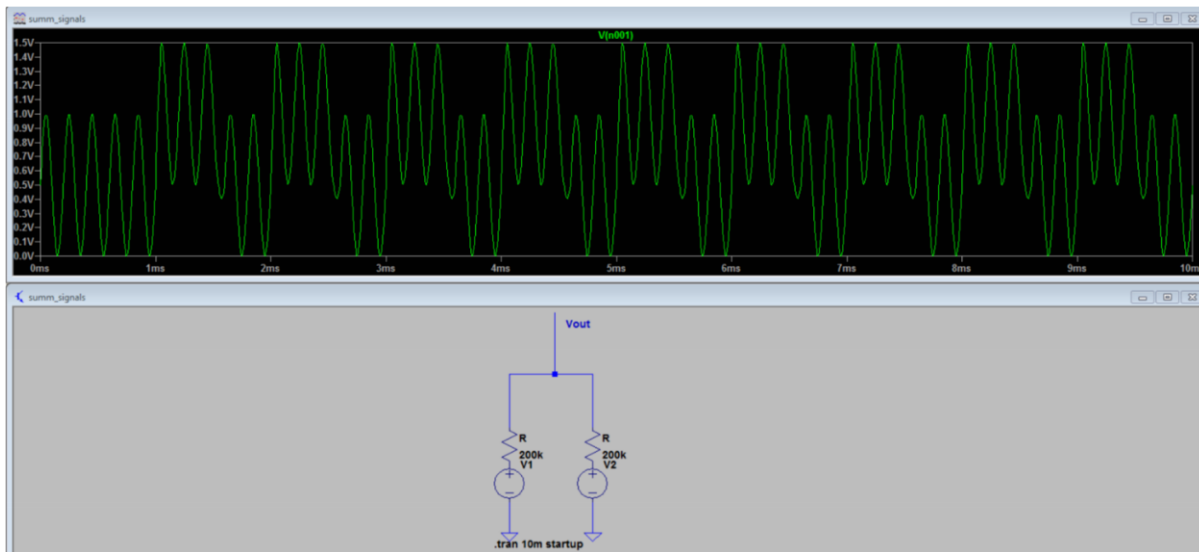 summ_signals
V(n001)
1.5V
1.4V
1.3V
1.2V
1.1V
1.0V
0.9V
0.8V
0.7V
0.6V
0.5V
0.4V
0.3V
0.2V
0.1V
0.0V
0ms 1ms 2ms 3ms 4ms 5ms 6ms 7ms 8ms 9ms 10m
summ_signals
Vout
R R
200k 200k
V1 V2
.tran 10m startup